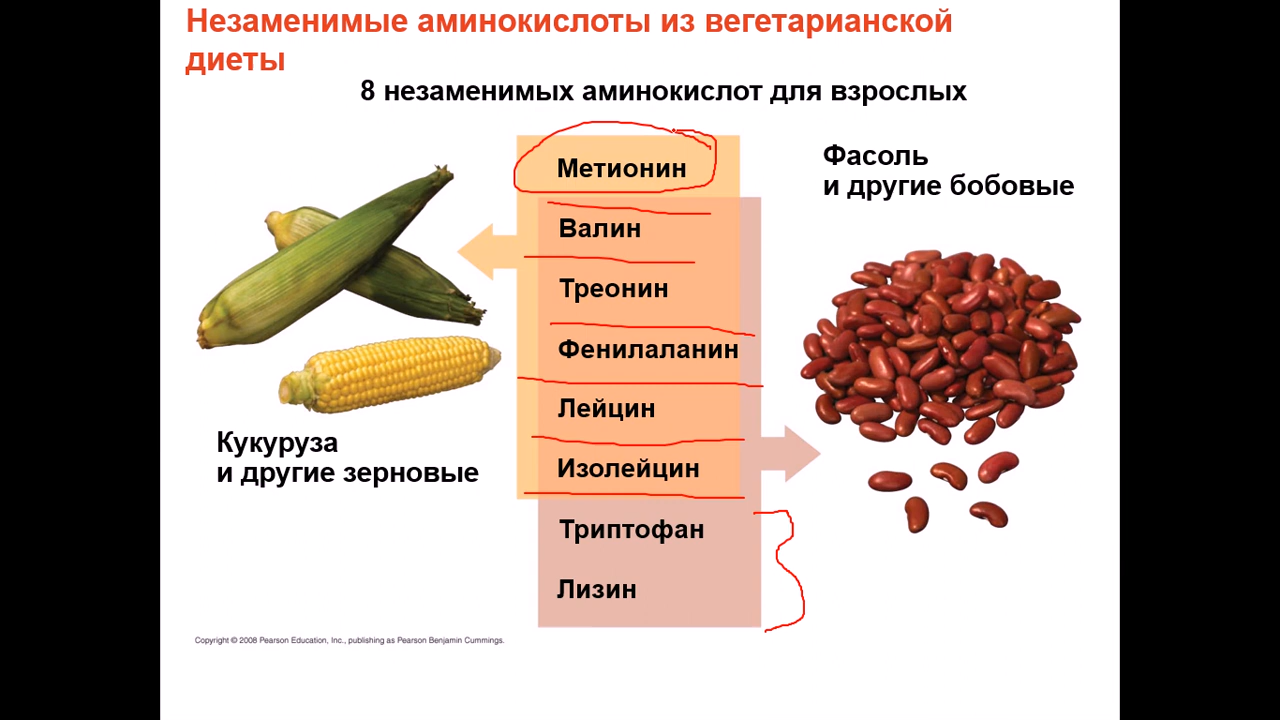 Незаменимые аминокислоты из вегетарианской
диеты
8 незаменимых аминокислот для взрослых
Метионин
Валин
Треонин
Фенилаланин
Лейцин
Изолейцин
Триптофан
Лизин
Фасоль
и другие бобовые
Кукуруза
и другие зерновые
Copyright © 2008 Pearson Education, Inc., publishing as Pearson Benjamin Cummings.